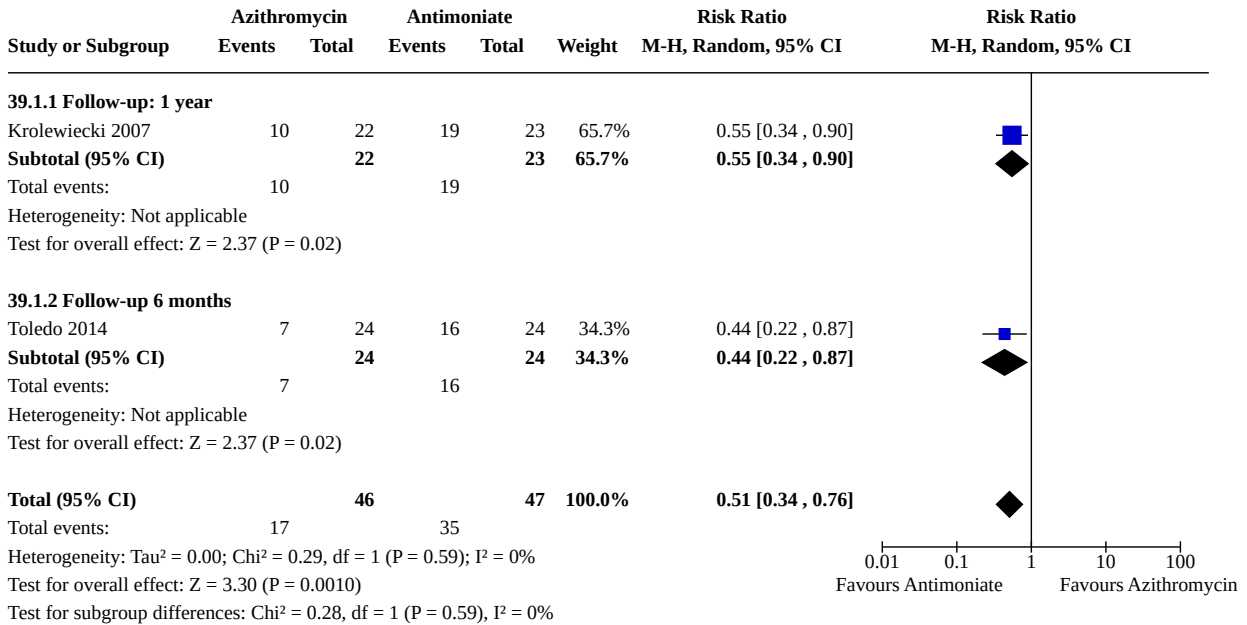 Azithromycin Antimoniate Risk Ratio Risk Ratio
Study or Subgroup Events Total Events Total Weight M-H, Random, 95% CI M-H, Random, 95% CI
39.1.1 Follow-up: 1 year
Krolewiecki 2007 10 22 19 23 65.7% 0.55 [0.34 , 0.90]
Subtotal (95% CI) 22 23 65.7% 0.55 [0.34 , 0.90]
Total events: 10 19
Heterogeneity: Not applicable
Test for overall effect: Z = 2.37 (P = 0.02)
39.1.2 Follow-up 6 months
Toledo 2014 7 24 16 24 34.3% 0.44 [0.22 , 0.87]
Subtotal (95% CI) 24 24 34.3% 0.44 [0.22 , 0.87]
Total events: 7 16
Heterogeneity: Not applicable
Test for overall effect: Z = 2.37 (P = 0.02)
Total (95% CI) 46 47 100.0% 0.51 [0.34 , 0.76]
Total events: 17 35
Heterogeneity: Tau² = 0.00; Chi² = 0.29, df = 1 (P = 0.59); I² = 0%
Test for overall effect: Z = 3.30 (P = 0.0010)
Test for subgroup differences: Chi² = 0.28, df = 1 (P = 0.59), I² = 0%
0.01 0.1 1 10 100
Favours Antimoniate Favours Azithromycin